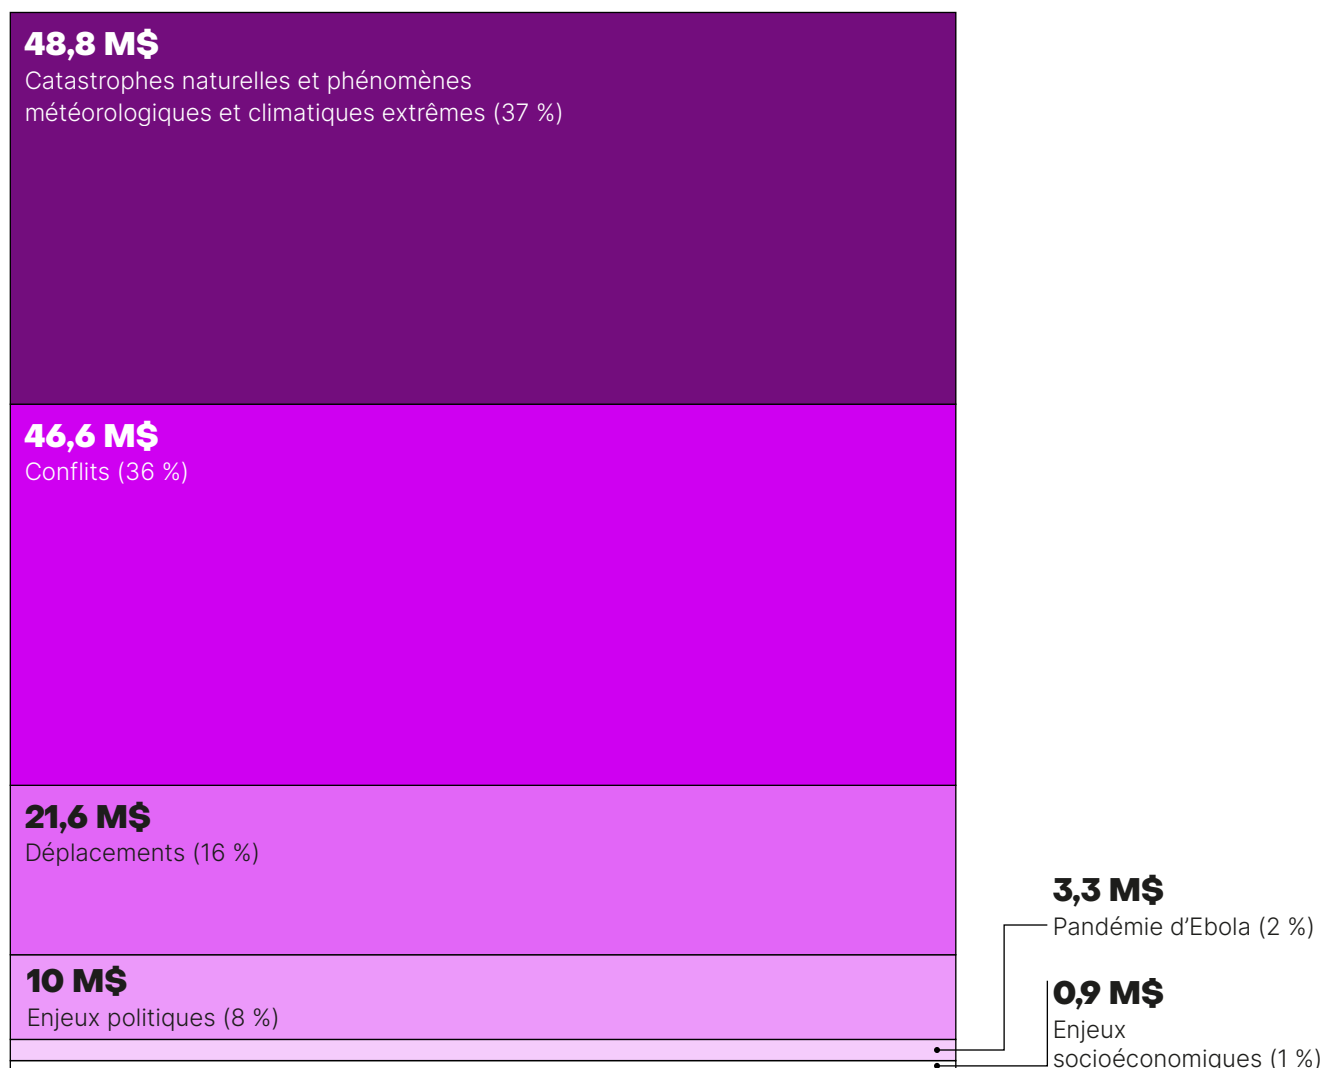 48,8 M$
Catastrophes naturelles et phénomènes
météorologiques et climatiques extrêmes (37 %)
46,6 M$
Conflits (36 %)
21,6 M$
Déplacements (16 %)
10 M$
Enjeux politiques (8 %)
3,3 M$
Pandémie d’Ebola (2 %)
0,9 M$
Enjeux
socioéconomiques (1 %)